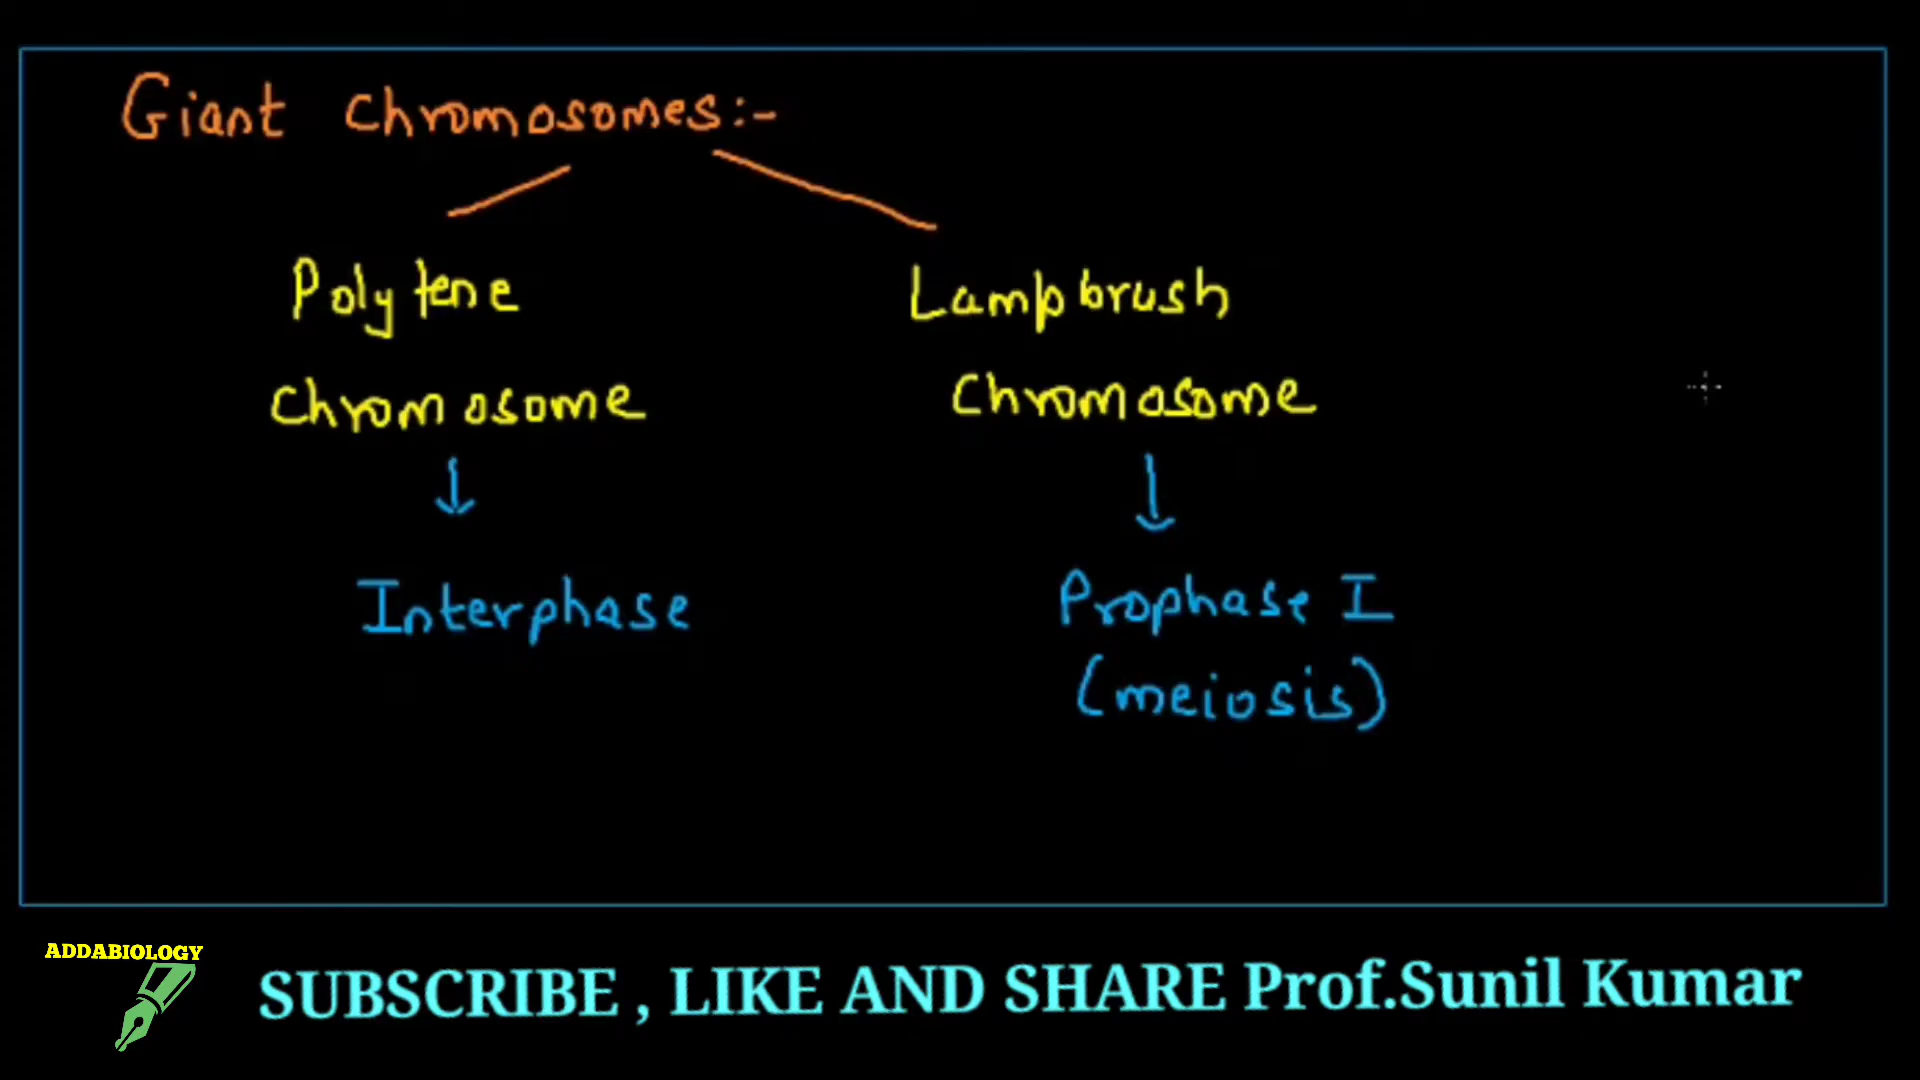 Giant Chromosomes:-
Polytene Lampbrush
Chromosome Chromosome
Interphase Prophase I
(meiosis)
ADDABIOLOGY
SUBSCRIBE , LIKE AND SHARE Prof.Sunil Kumar